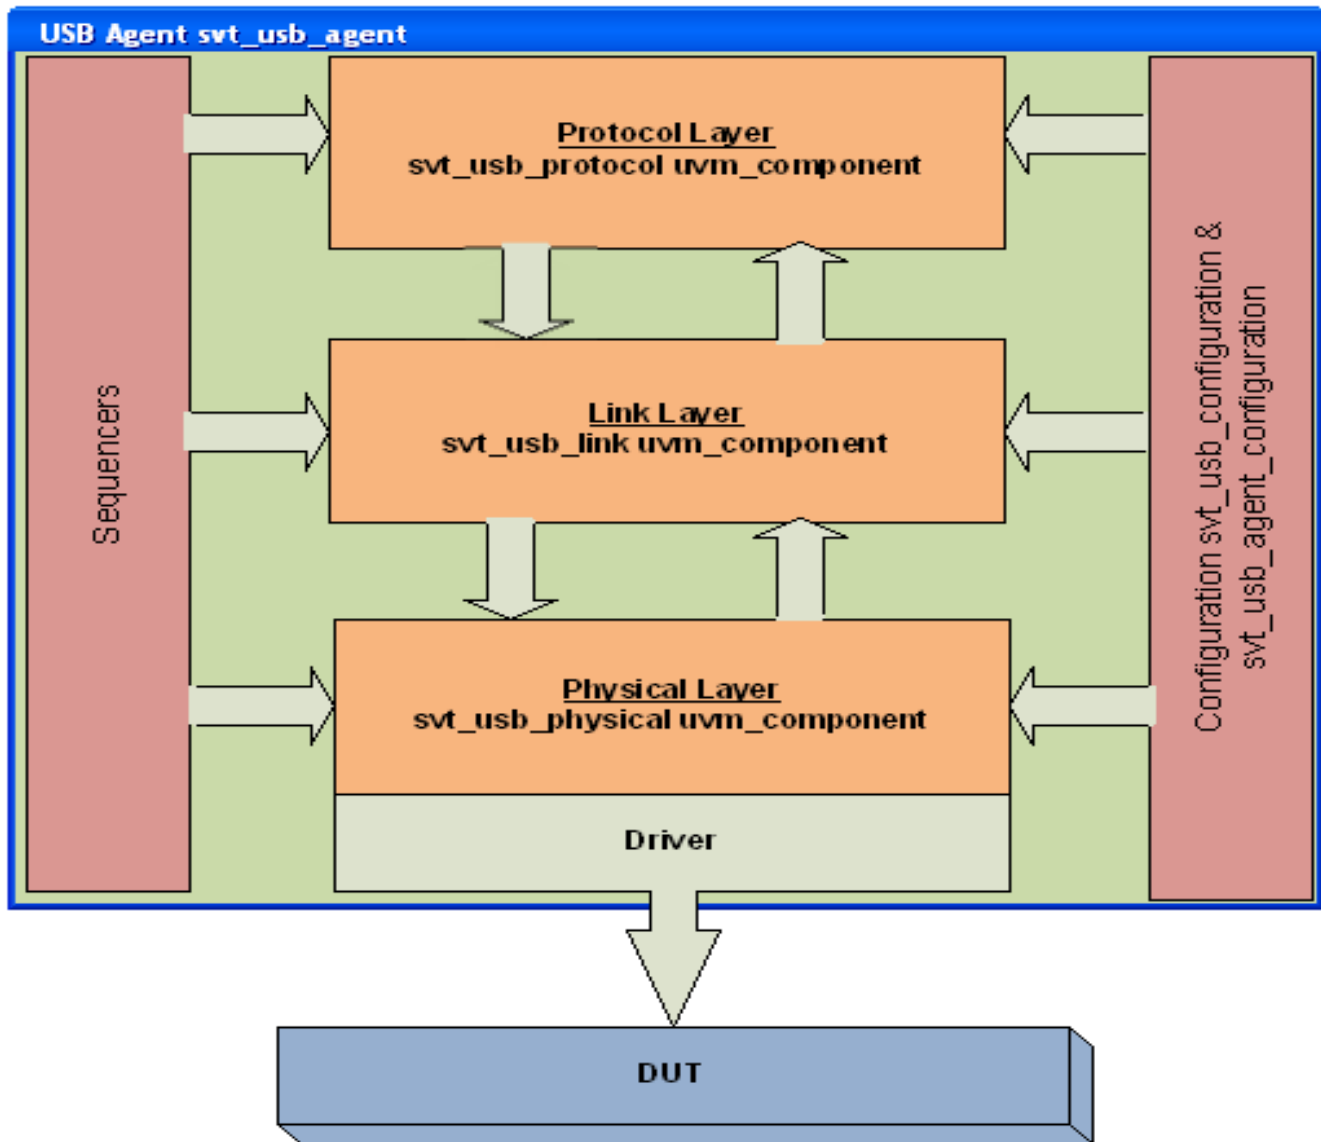 USB Agent svt_usb_agent
Protocol Layer
svt_usb_protocol uvm_component
Sequencers
Link Layer
svt_usb_link uvm_component
Configuration svt_usb_configuration &
svt_usb_agent_configuration
Physical Layer
svt_usb_physical uvm_component
Driver
DUT